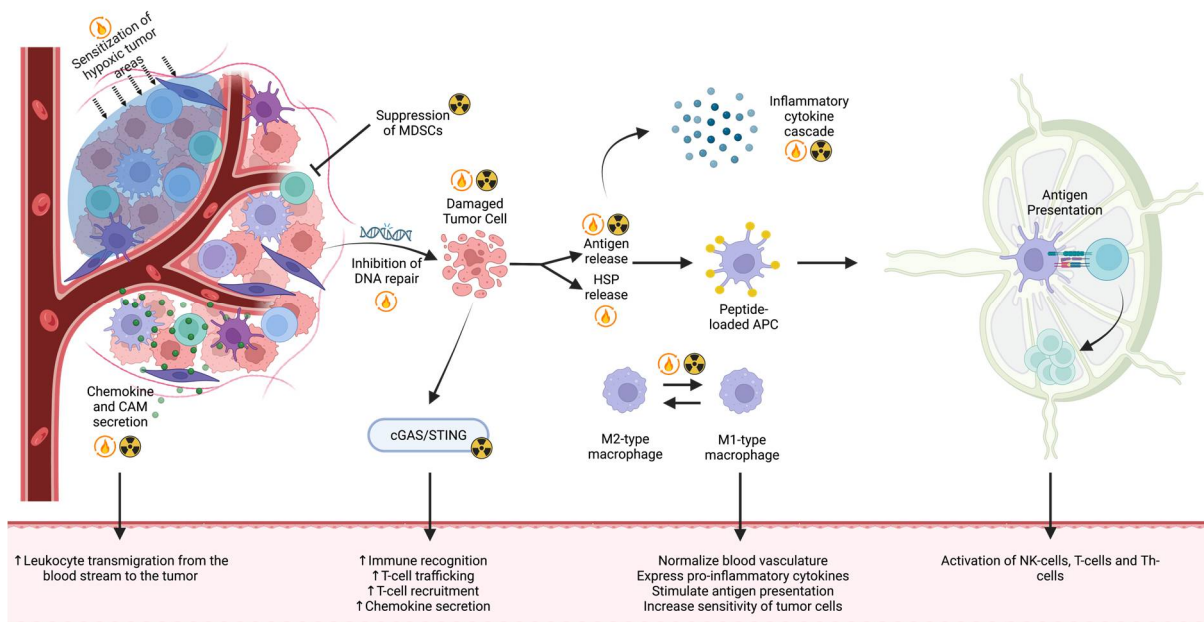 Sensitization of
hypoxic tumor
areas
Suppression
of MDSCs
Damaged
Tumor Cell
Inhibition of
DNA repair
Chemokine
and CAM
secretion
cGAS/STING
Antigen
release
HSP
release
Inflammatory
cytokine
cascade
Peptide-
loaded APC
M2-type
macrophage
M1-type
macrophage
Antigen
Presentation
↑Leukocyte transmigration from the
blood stream to the tumor
↑Immune recognition
↑T-cell trafficking
↑T-cell recruitment
↑Chemokine secretion
Normalize blood vasculature
Express pro-inflammatory cytokines
Stimulate antigen presentation
Increase sensitivity of tumor cells
Activation of NK-cells, T-cells and Th-
cells